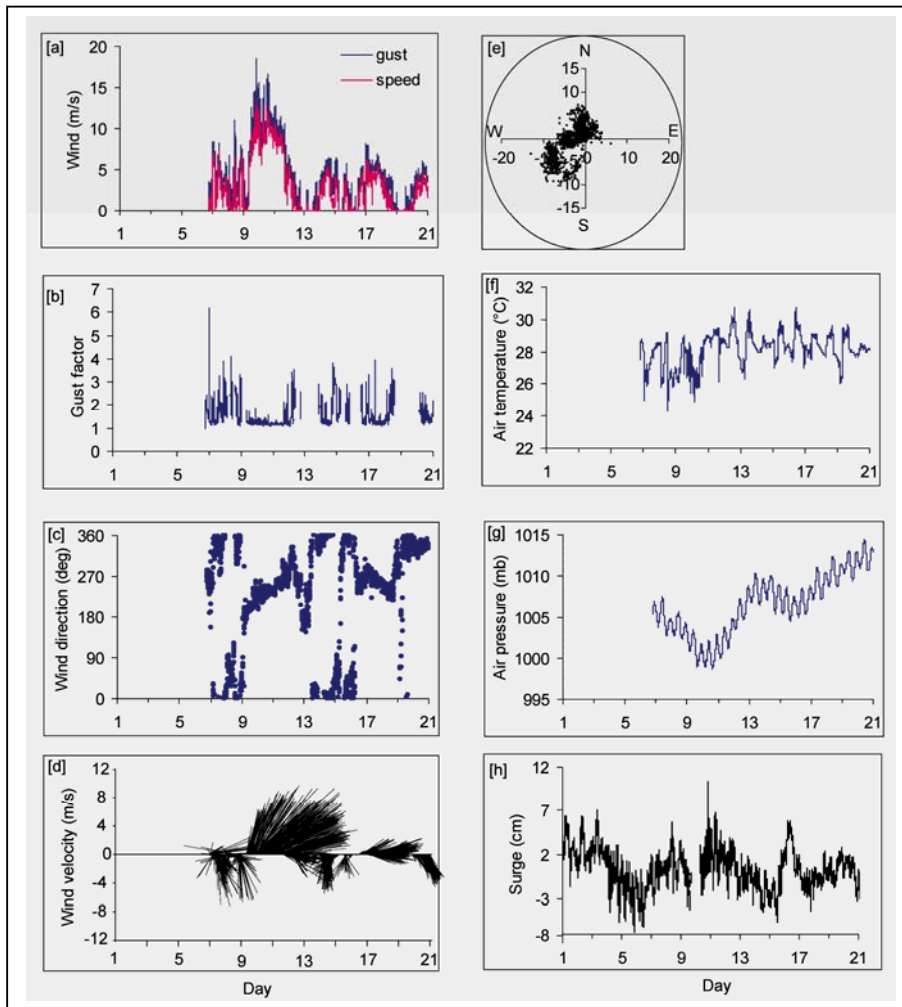 [a]
20
15
10
5
0
Wind (m/s)
gust
speed
1 5 9 13 17 21
[e]
N
15
10
W E
-20 -10 0 10 20
-5
-15
S
[b]
7
6
5
4
3
2
1
0
Gust factor
1 5 9 13 17 21
[f]
32
30
28
26
24
22
Air temperature (°C)
1 5 9 13 17 21
[c]
360
270
180
90
0
Wind direction (deg)
1 5 9 13 17 21
[g]
1015
1010
1005
1000
995
Air pressure (mb)
1 5 9 13 17 21
[d]
12
8
4
0
-4
-8
-12
Wind velocity (m/s)
1 5 9 13 17 21
Day
[h]
12
7
2
-3
-8
Surge (cm)
1 5 9 13 17 21
Day